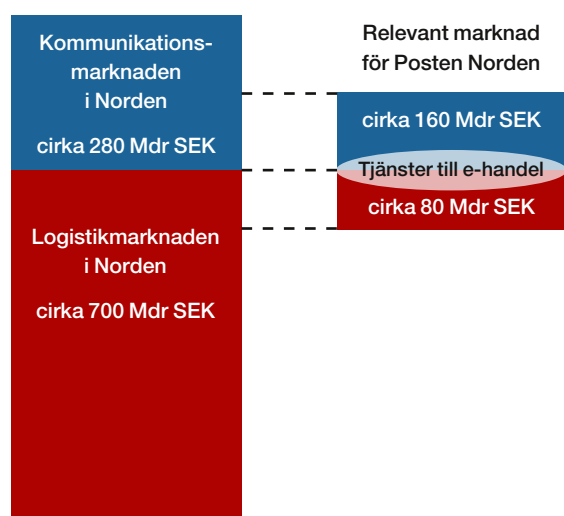 Kommunikations-
marknaden
i Norden
cirka 280 Mdr SEK
Logistikmarknaden
i Norden
cirka 700 Mdr SEK
Relevant marknad
för Posten Norden
cirka 160 Mdr SEK
Tjänster till e-handel
cirka 80 Mdr SEK